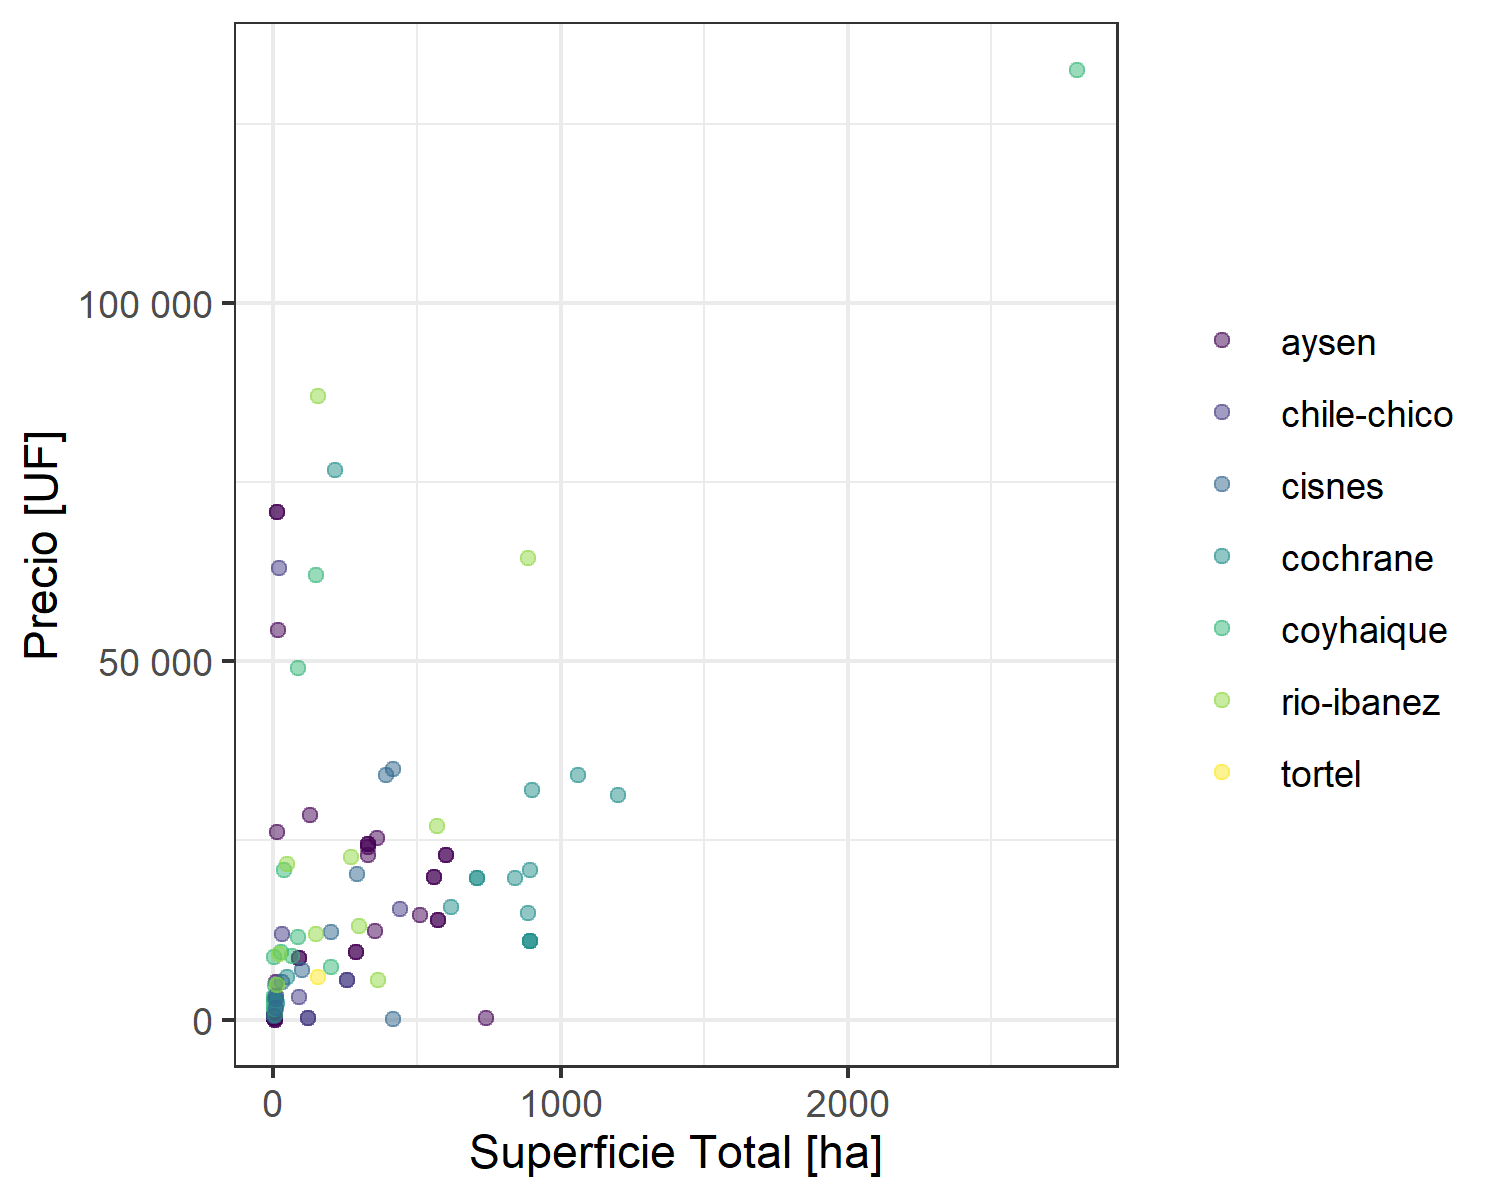 Precio [UF]
100 000
50 000
0
0
1000
2000
Superficie Total [ha]
aysen
chile-chico
cisnes
cochrane
coyhaique
rio-ibanez
tortel